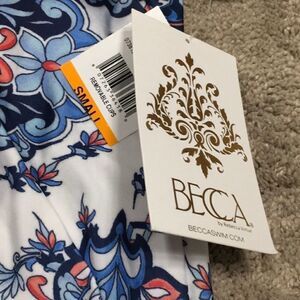 SMALL
REMOVABLE CUPS
BECCA
by Rebecca Virtue
BECCASWIM.COM